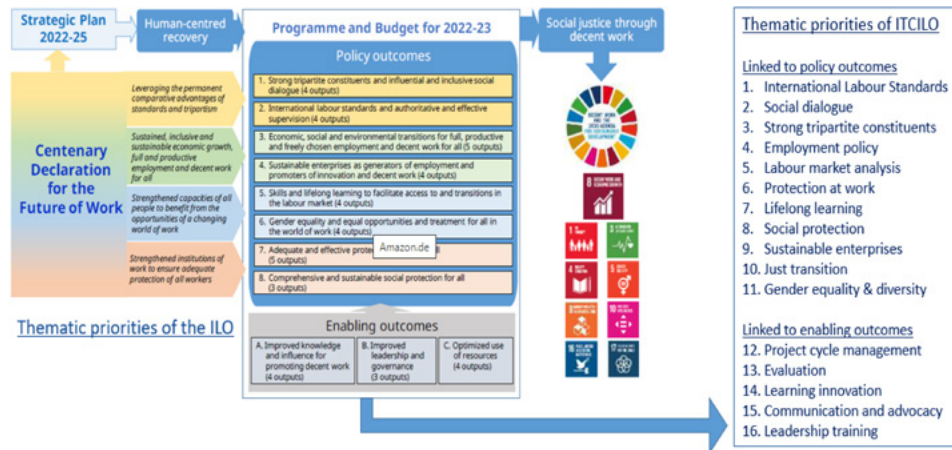 Strategic Plan
2022-25
Human-centred
recovery
Programme and Budget for 2022-23
Social justice through
decent work
Centenary
Declaration
for the
Future of Work
Leveraging the permanent
comparative advantages of
standards and tripartism
Sustained, inclusive and
sustainable economic growth,
full and productive
employment and decent work
for all
Strengthened capacities of all
people to benefit from the
opportunities of a changing
world of work
Strengthened institutions of
work to ensure adequate
protection of all workers
Thematic priorities of the ILO
Policy outcomes
1. Strong tripartite constituents and influential and inclusive social
dialogue (4 outputs)
2. International labour standards and authoritative and effective
supervision (4 outputs)
3. Economic, social and environmental transitions for full, productive
and freely chosen employment and decent work for all (5 outputs)
4. Sustainable enterprises as generators of employment and
promoters of innovation and decent work (4 outputs)
5. Skills and lifelong learning to facilitate access to and transitions in
the labour market (4 outputs)
6. Gender equality and equal opportunities and treatment for all in
the world of work (4 outputs)
Amazon.de
7. Adequate and effective
(5 outputs)
8. Comprehensive and sustainable social protection for all
(3 outputs)
Enabling outcomes
A. Improved knowledge
and influence for
promoting decent work
(4 outputs)
B. Improved
leadership and
governance
(3 outputs)
C. Optimized use
of resources
(4 outputs)
Thematic priorities of ITCILO
Linked to policy outcomes
1. International Labour Standards
2. Social dialogue
3. Strong tripartite constituents
4. Employment policy
5. Labour market analysis
6. Protection at work
7. Lifelong learning
8. Social protection
9. Sustainable enterprises
10. Just transition
11. Gender equality & diversity
Linked to enabling outcomes
12. Project cycle management
13. Evaluation
14. Learning innovation
15. Communication and advocacy
16. Leadership training